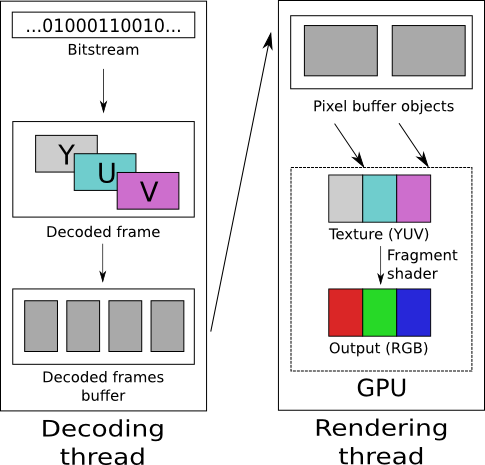 ...01000110010...
Bitstream
Y
U
V
Decoded frame
Decoded frames
buffer
Decoding
thread
Pixel buffer objects
Texture (YUV)
Fragment
shader
Output (RGB)
GPU
Rendering
thread